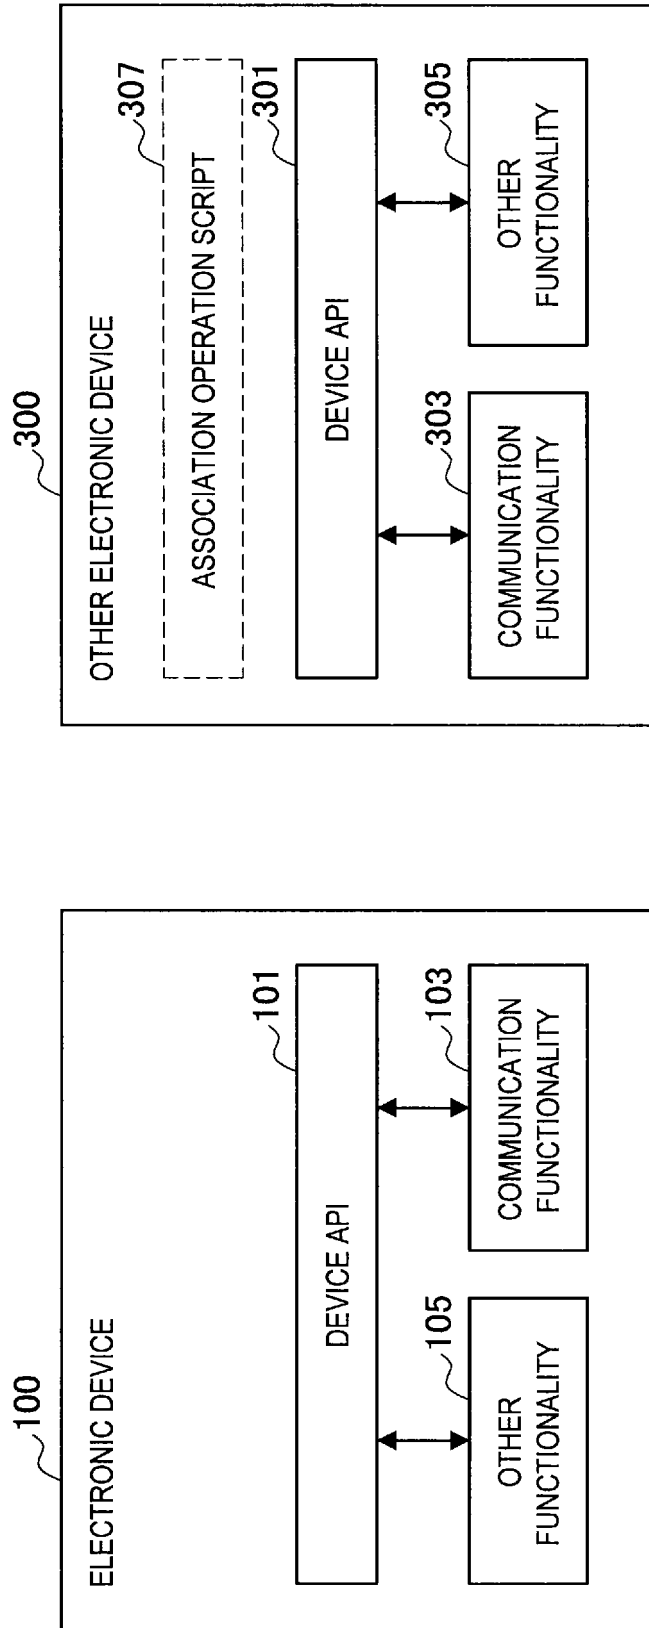 100
ELECTRONIC DEVICE
101
DEVICE API
105
OTHER
FUNCTIONALITY
103
COMMUNICATION
FUNCTIONALITY
300
OTHER ELECTRONIC DEVICE
307
ASSOCIATION OPERATION SCRIPT
301
DEVICE API
303
COMMUNICATION
FUNCTIONALITY
305
OTHER
FUNCTIONALITY